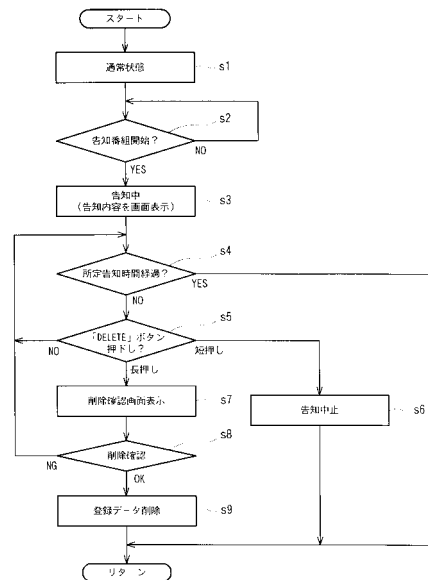 スタート
通常状態
s1
告知番組開始?
s2
NO
YES
告知中
(告知内容を画面表示)
s3
所定告知時間経過?
s4
YES
NO
「DELETE」ボタン
押下し?
s5
NO
短押し
長押し
削除確認画面表示
s7
告知中止
s6
削除確認
s8
NG
OK
登録データ削除
s9
リターン